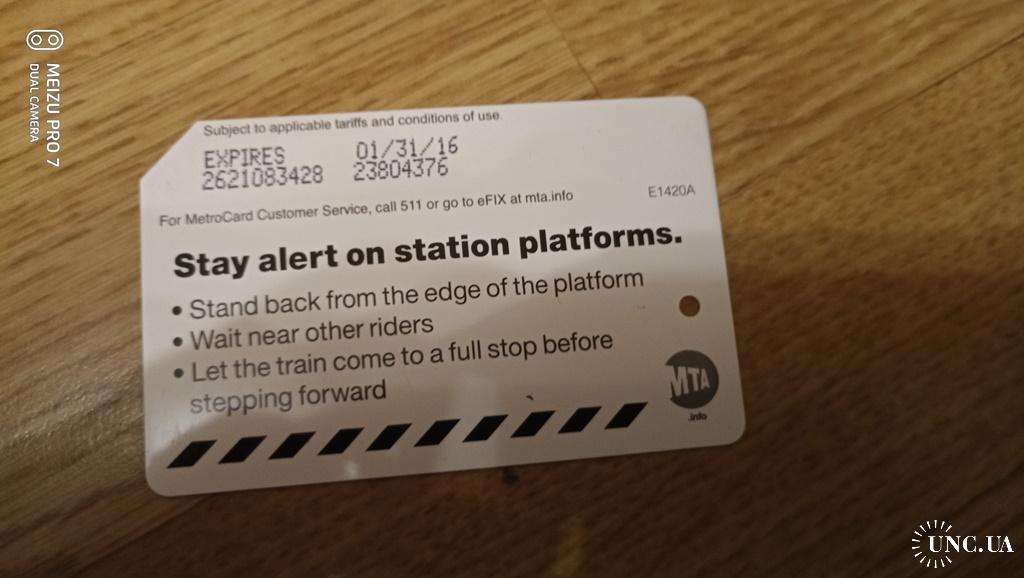 MEIZU PRO 7
DUAL CAMERA
Subject to applicable tariffs and conditions of use.
EXPIRES 01/31/16
2621083428 23804376
For MetroCard Customer Service, call 511 or go to eFIX at mta.info E1420A
Stay alert on station platforms.
• Stand back from the edge of the platform
• Wait near other riders
• Let the train come to a full stop before
stepping forward
MTA
.info
UNC.UA